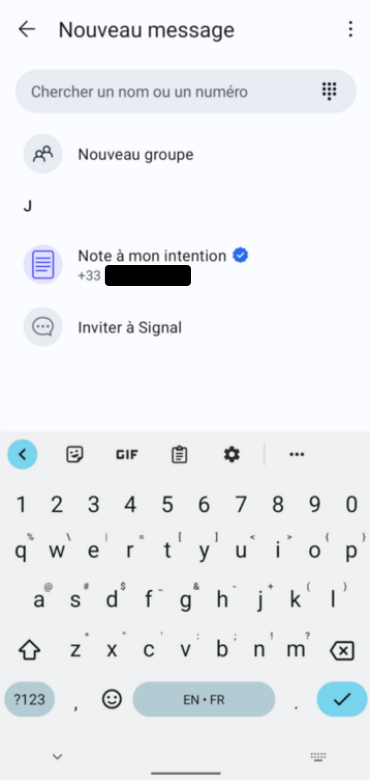 Nouveau message
Chercher un nom ou un numéro
Nouveau groupe
J
Note à mon intention
+33
Inviter à Signal
GIF
1 2 3 4 5 6 7 8 9 0
% \ | = [ ] < > { }
q w e r t y u i o p
@ # $ _ & - + ( )
a s d f g h j k l
* " ' : ; ! ?
z x c v b n m
?123 , EN • FR .